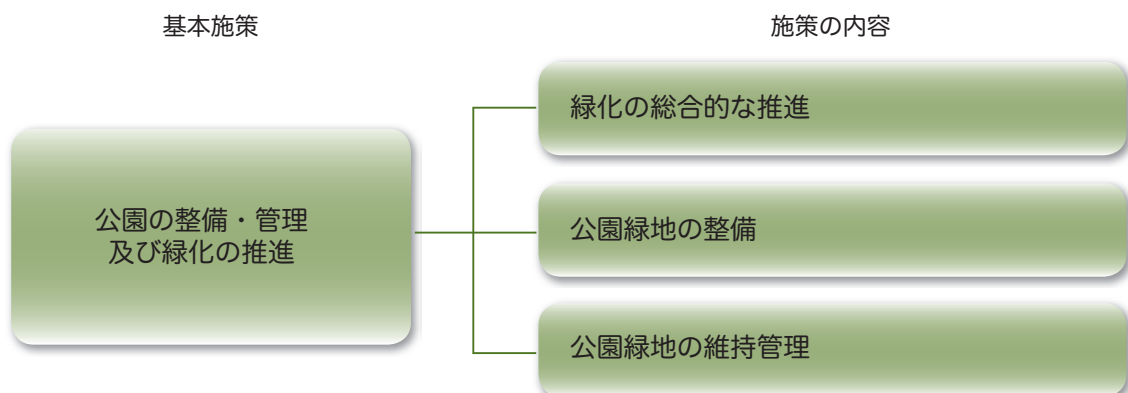 基本施策
施策の内容
公園の整備・管理
及び緑化の推進
緑化の総合的な推進
公園緑地の整備
公園緑地の維持管理